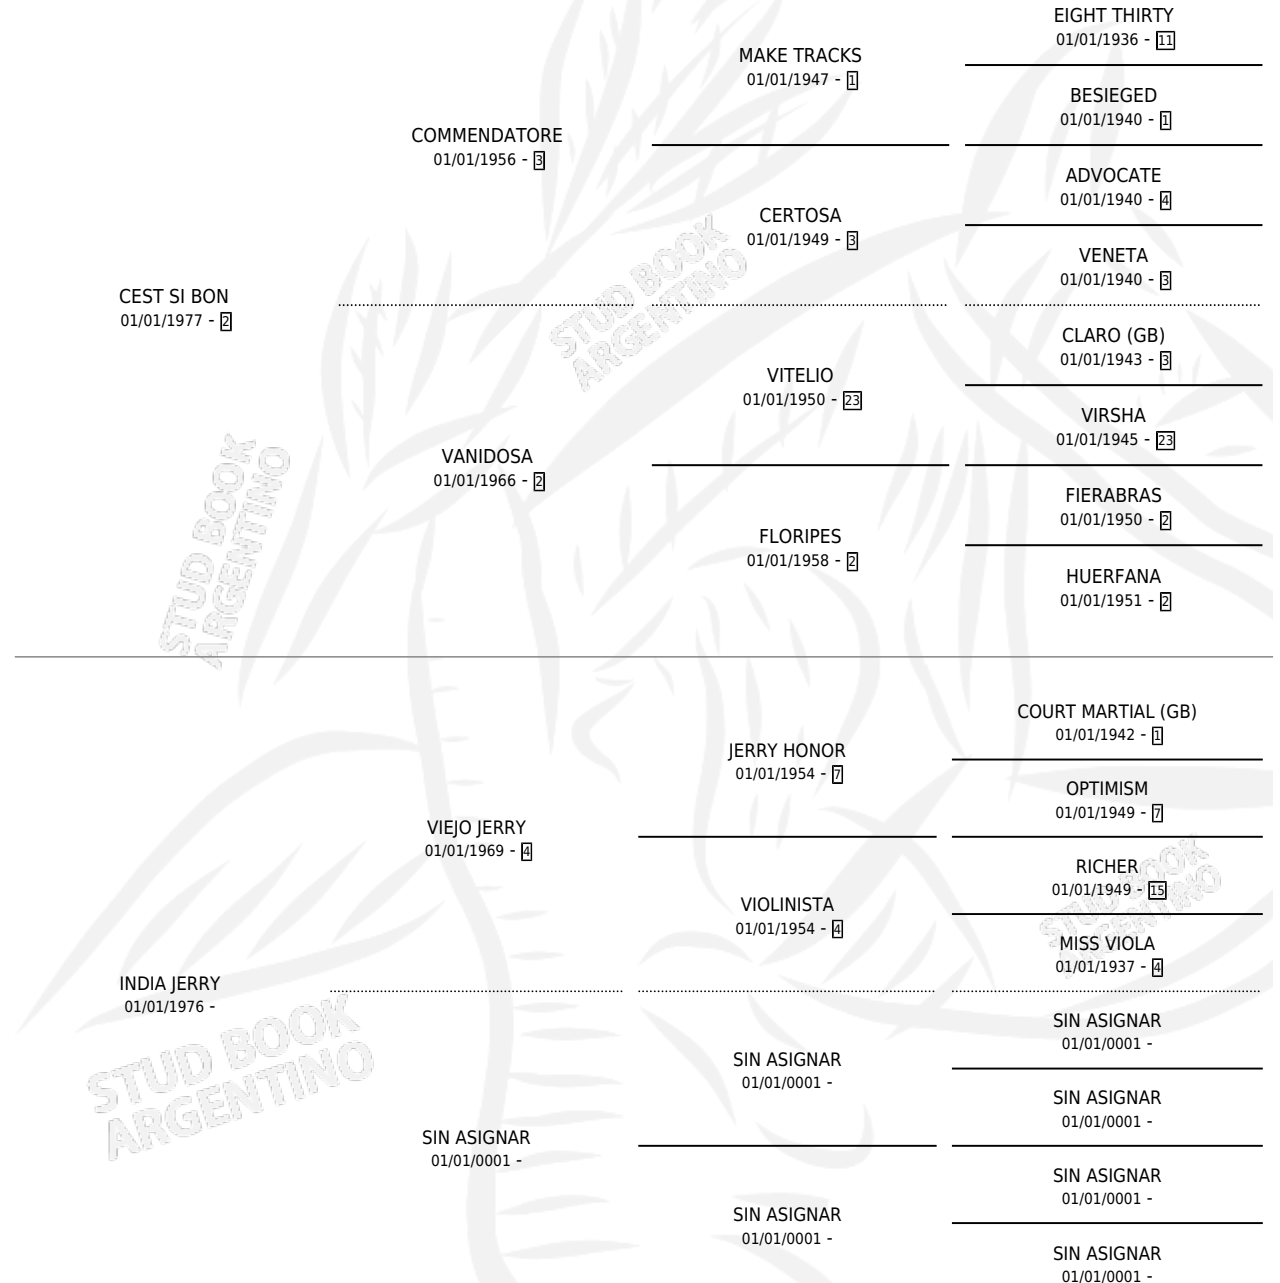 EIGHT THIRTY
01/01/1936 - 11
MAKE TRACKS
01/01/1947 - 1
BESIEGED
01/01/1940 - 1
COMMENDATORE
01/01/1956 - 3
ADVOCATE
01/01/1940 - 4
CERTOSA
01/01/1949 - 3
VENETA
01/01/1940 - 3
CEST SI BON
01/01/1977 - 2
CLARO (GB)
01/01/1943 - 3
VITELIO
01/01/1950 - 23
VIRSHA
01/01/1945 - 23
VANIDOSA
01/01/1966 - 2
FIERABRAS
01/01/1950 - 2
FLORIPES
01/01/1958 - 2
HUERFANA
01/01/1951 - 2
COURT MARTIAL (GB)
01/01/1942 - 1
JERRY HONOR
01/01/1954 - 7
OPTIMISM
01/01/1949 - 7
VIEJO JERRY
01/01/1969 - 4
RICHER
01/01/1949 - 15
VIOLINISTA
01/01/1954 - 4
MISS VIOLA
01/01/1937 - 4
INDIA JERRY
01/01/1976 -
SIN ASIGNAR
01/01/0001 -
SIN ASIGNAR
01/01/0001 -
SIN ASIGNAR
01/01/0001 -
SIN ASIGNAR
01/01/0001 -
SIN ASIGNAR
01/01/0001 -
SIN ASIGNAR
01/01/0001 -
SIN ASIGNAR
01/01/0001 -
STUD BOOK
ARGENTINO
STUD BOOK
ARGENTINO
STUD BOOK
ARGENTINO
STUD BOOK
ARGENTINO